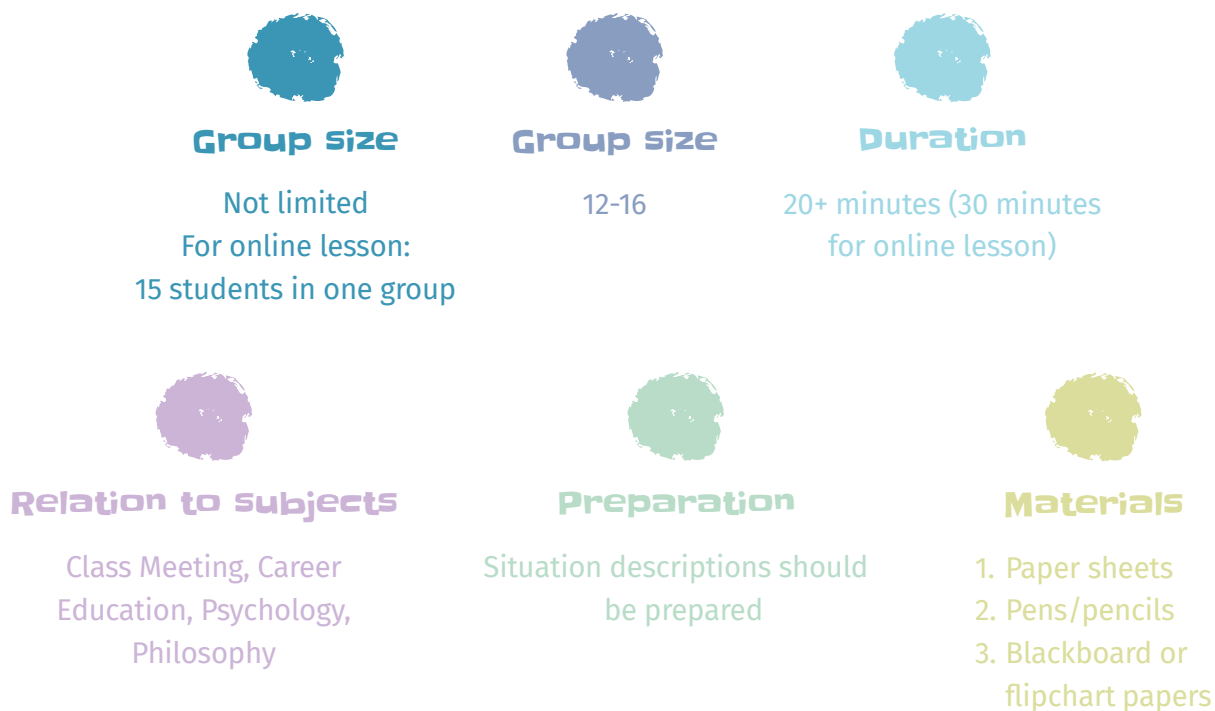 Group size
Not limited
For online lesson:
15 students in one group
Group size
12-16
Duration
20+ minutes (30 minutes
for online lesson)
Relation to subjects
Class Meeting, Career
Education, Psychology,
Philosophy
Preparation
Situation descriptions should
be prepared
Materials
1. Paper sheets
2. Pens/pencils
3. Blackboard or
flipchart papers